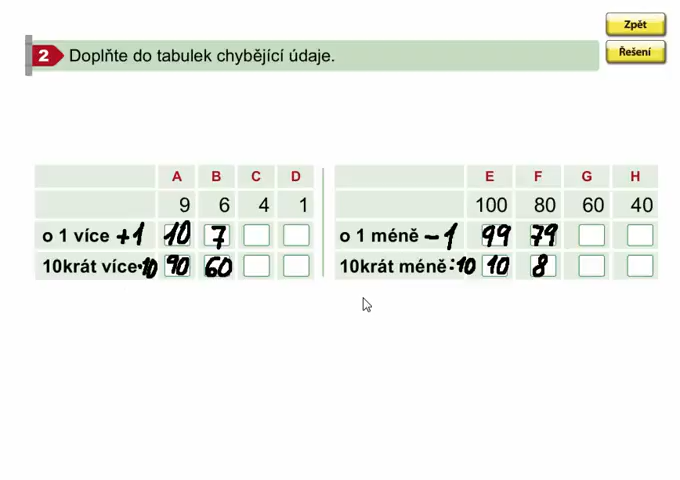 Zpět
2 Doplňte do tabulek chybějící údaje.
Řešení
A B C D
9 6 4 1
o 1 více +1 10 7
10krát více ·10 90 60
E F G H
100 80 60 40
o 1 méně -1 99 79
10krát méně :10 10 8